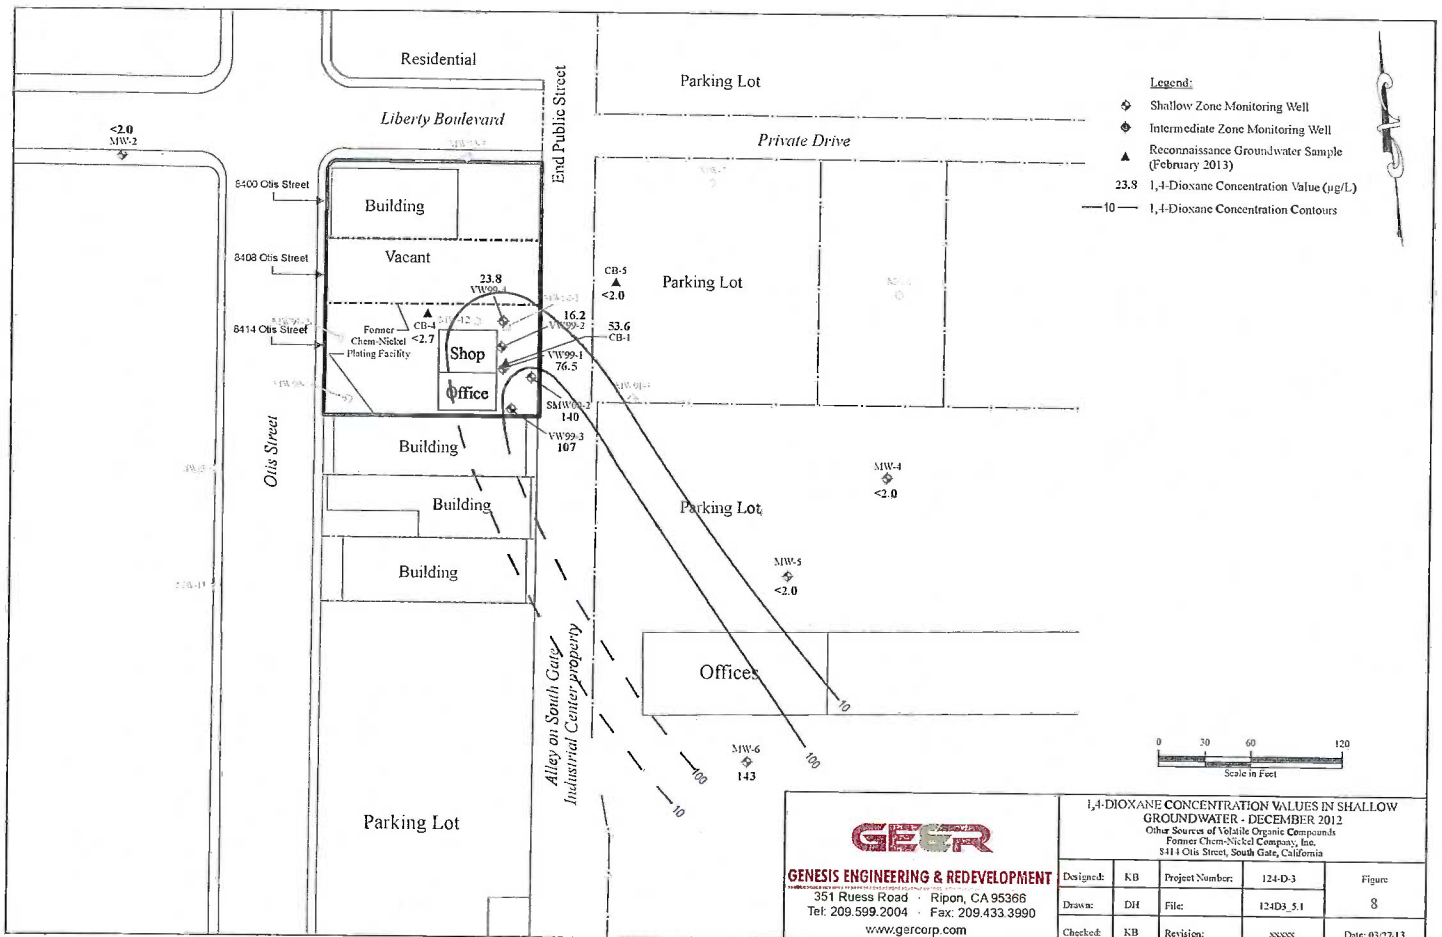 Residential
Parking Lot
End Public Street
Liberty Boulevard
Private Drive
<2.0
MW-2
Legend:
Shallow Zone Monitoring Well
Intermediate Zone Monitoring Well
Reconnaissance Groundwater Sample
(February 2013)
23.8 1,4-Dioxane Concentration Value (µg/L)
10 1,4-Dioxane Concentration Contours
8400 Otis Street
Building
8408 Otis Street
Vacant
8414 Otis Street
Former
Chem-Nickel
Plating Facility
CB-4
<2.7
23.8
VW99-4
16.2
VW99-2
53.6
CB-1
VW99-1
76.5
CB-5
<2.0
Parking Lot
Shop
Office
140
VW99-3
107
Otis Street
Building
Building
Building
MW-4
<2.0
Parking Lot
MW-5
<2.0
Offices
MW-6
143
10
100
100
10
Alley on South Gate
Industrial Center property
Parking Lot
0 30 60 120
Scale in Feet
GE&R
GENESIS ENGINEERING & REDEVELOPMENT
351 Ruess Road · Ripon, CA 95366
Tel: 209.599.2004 · Fax: 209.433.3990
www.gercorp.com
1,4-DIOXANE CONCENTRATION VALUES IN SHALLOW
GROUNDWATER - DECEMBER 2012
Other Sources of Volatile Organic Compounds
Former Chem-Nickel Company, Inc.
8414 Otis Street, South Gate, California
Designed: KB Project Number: 124-D-3 Figure
Drawn: DH File: 124D3_5.1 8
Checked: KB Revision: xxxxx Date: 03/27/13